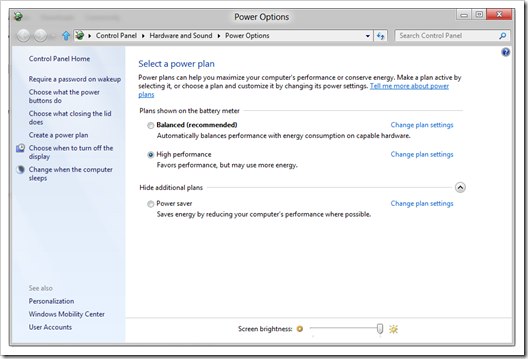 Power Options
Control Panel Hardware and Sound Power Options
Search Control Panel
Control Panel Home
Require a password on wakeup
Choose what the power
buttons do
Choose what closing the lid
does
Create a power plan
Choose when to turn off the
display
Change when the computer
sleeps
See also
Personalization
Windows Mobility Center
User Accounts
Select a power plan
Power plans can help you maximize your computer's performance or conserve energy. Make a plan active by
selecting it, or choose a plan and customize it by changing its power settings. Tell me more about power
plans
Plans shown on the battery meter
Balanced (recommended) Change plan settings
Automatically balances performance with energy consumption on capable hardware.
High performance Change plan settings
Favors performance, but may use more energy.
Hide additional plans
Power saver Change plan settings
Saves energy by reducing your computer's performance where possible.
Screen brightness: